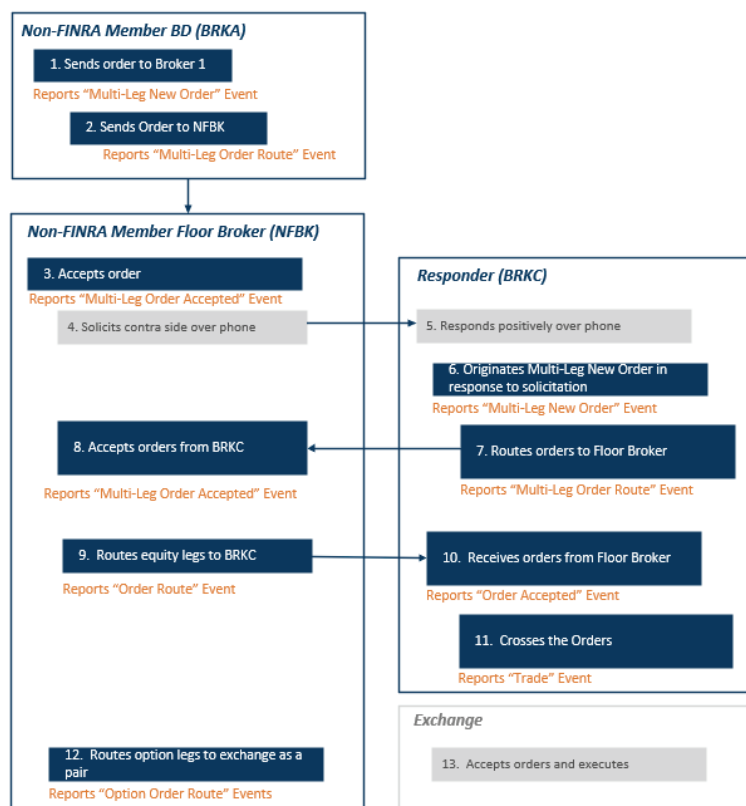 Non-FINRA Member BD (BRKA)
1. Sends order to Broker 1
Reports “Multi-Leg New Order” Event
2. Sends Order to NFBK
Reports “Multi-Leg Order Route” Event
Non-FINRA Member Floor Broker (NFBK)
3. Accepts order
Reports “Multi-Leg Order Accepted” Event
4. Solicits contra side over phone
Responder (BRKC)
5. Responds positively over phone
6. Originates Multi-Leg New Order in
response to solicitation
Reports “Multi-Leg New Order” Event
8. Accepts orders from BRKC
Reports “Multi-Leg Order Accepted” Event
7. Routes orders to Floor Broker
Reports “Multi-Leg Order Route” Event
9. Routes equity legs to BRKC
Reports “Order Route” Event
10. Receives orders from Floor Broker
Reports “Order Accepted” Event
11. Crosses the Orders
Reports “Trade” Event
Exchange
12. Routes option legs to exchange as a
pair
Reports “Option Order Route” Events
13. Accepts orders and executes